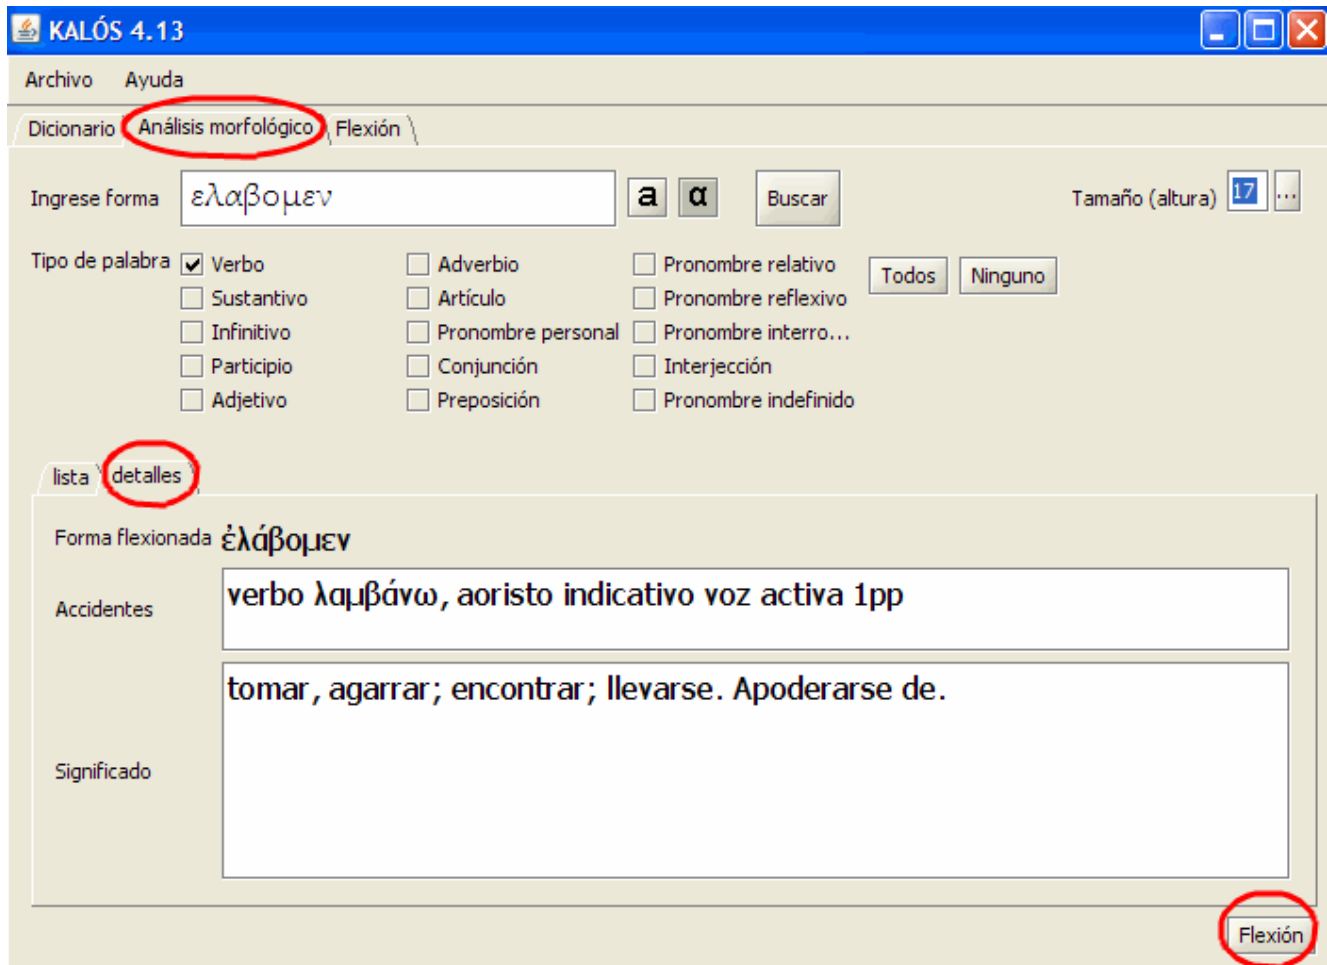 KALÓS 4.13
Archivo Ayuda
Dicionario Análisis morfológico Flexión
Ingrese forma ελαβομεν a α Buscar Tamaño (altura) 17 ...
Tipo de palabra Verbo Adverbio Pronombre relativo Todos Ninguno
Sustantivo Artículo Pronombre reflexivo
Infinitivo Pronombre personal Pronombre interro...
Participio Conjunción Interjección
Adjetivo Preposición Pronombre indefinido
lista detalles
Forma flexionada ἐλάβομεν
Accidentes verbo λαμβάνω, aoristo indicativo voz activa 1pp
Significado tomar, agarrar; encontrar; llevarse. Apoderarse de.
Flexión